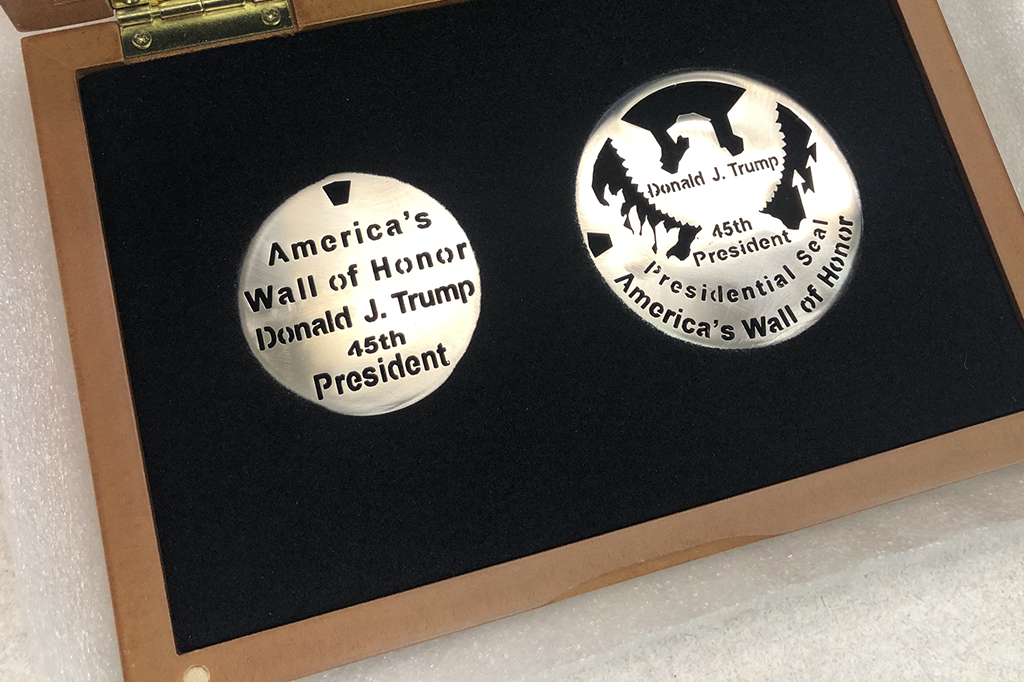 America's
Wall of Honor
Donald J. Trump
45th
President
Donald J. Trump
45th
President
Presidential Seal
America's Wall of Honor